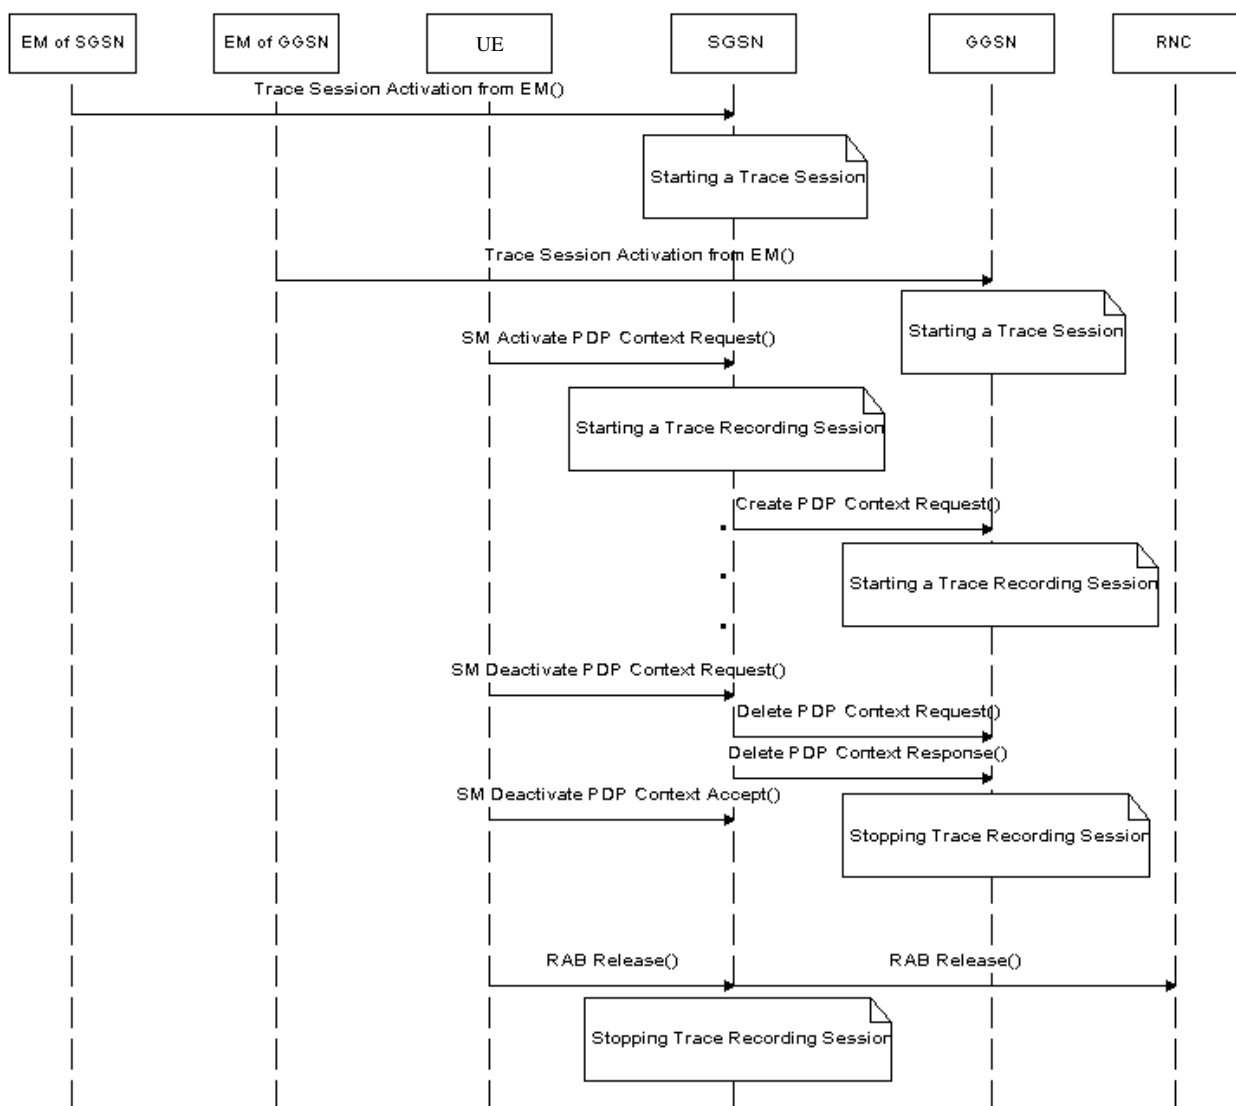 EM of SGSN
EM of GGSN
UE
SGSN
GGSN
RNC
Trace Session Activation from EM()
Starting a Trace Session
Trace Session Activation from EM()
Starting a Trace Session
SM Activate PDP Context Request()
Starting a Trace Recording Session
Create PDP Context Request()
Starting a Trace Recording Session
SM Deactivate PDP Context Request()
Delete PDP Context Request()
Delete PDP Context Response()
SM Deactivate PDP Context Accept()
Stopping Trace Recording Session
RAB Release()
RAB Release()
Stopping Trace Recording Session